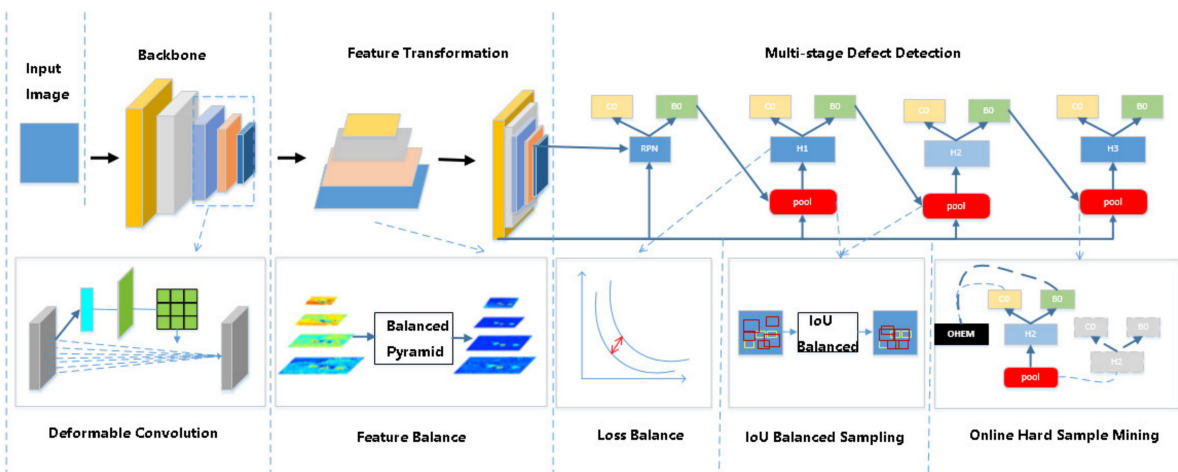 Input
Image
Backbone
Feature Transformation
Multi-stage Defect Detection
C0
B0
C0
B0
C0
B0
C0
B0
RPN
H1
H2
H3
pool
pool
pool
Balanced
Pyramid
IoU
Balanced
C0
B0
OHEM
H2
C0
B0
H2
pool
Deformable Convolution
Feature Balance
Loss Balance
IoU Balanced Sampling
Online Hard Sample Mining